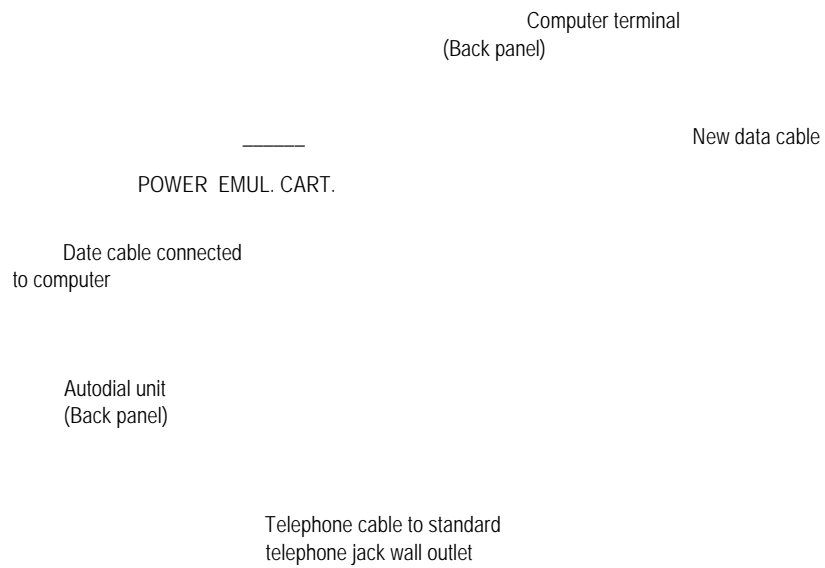 Computer terminal
(Back panel)
______
New data cable
POWER EMUL. CART.
Date cable connected
to computer
Autodial unit
(Back panel)
Telephone cable to standard
telephone jack wall outlet